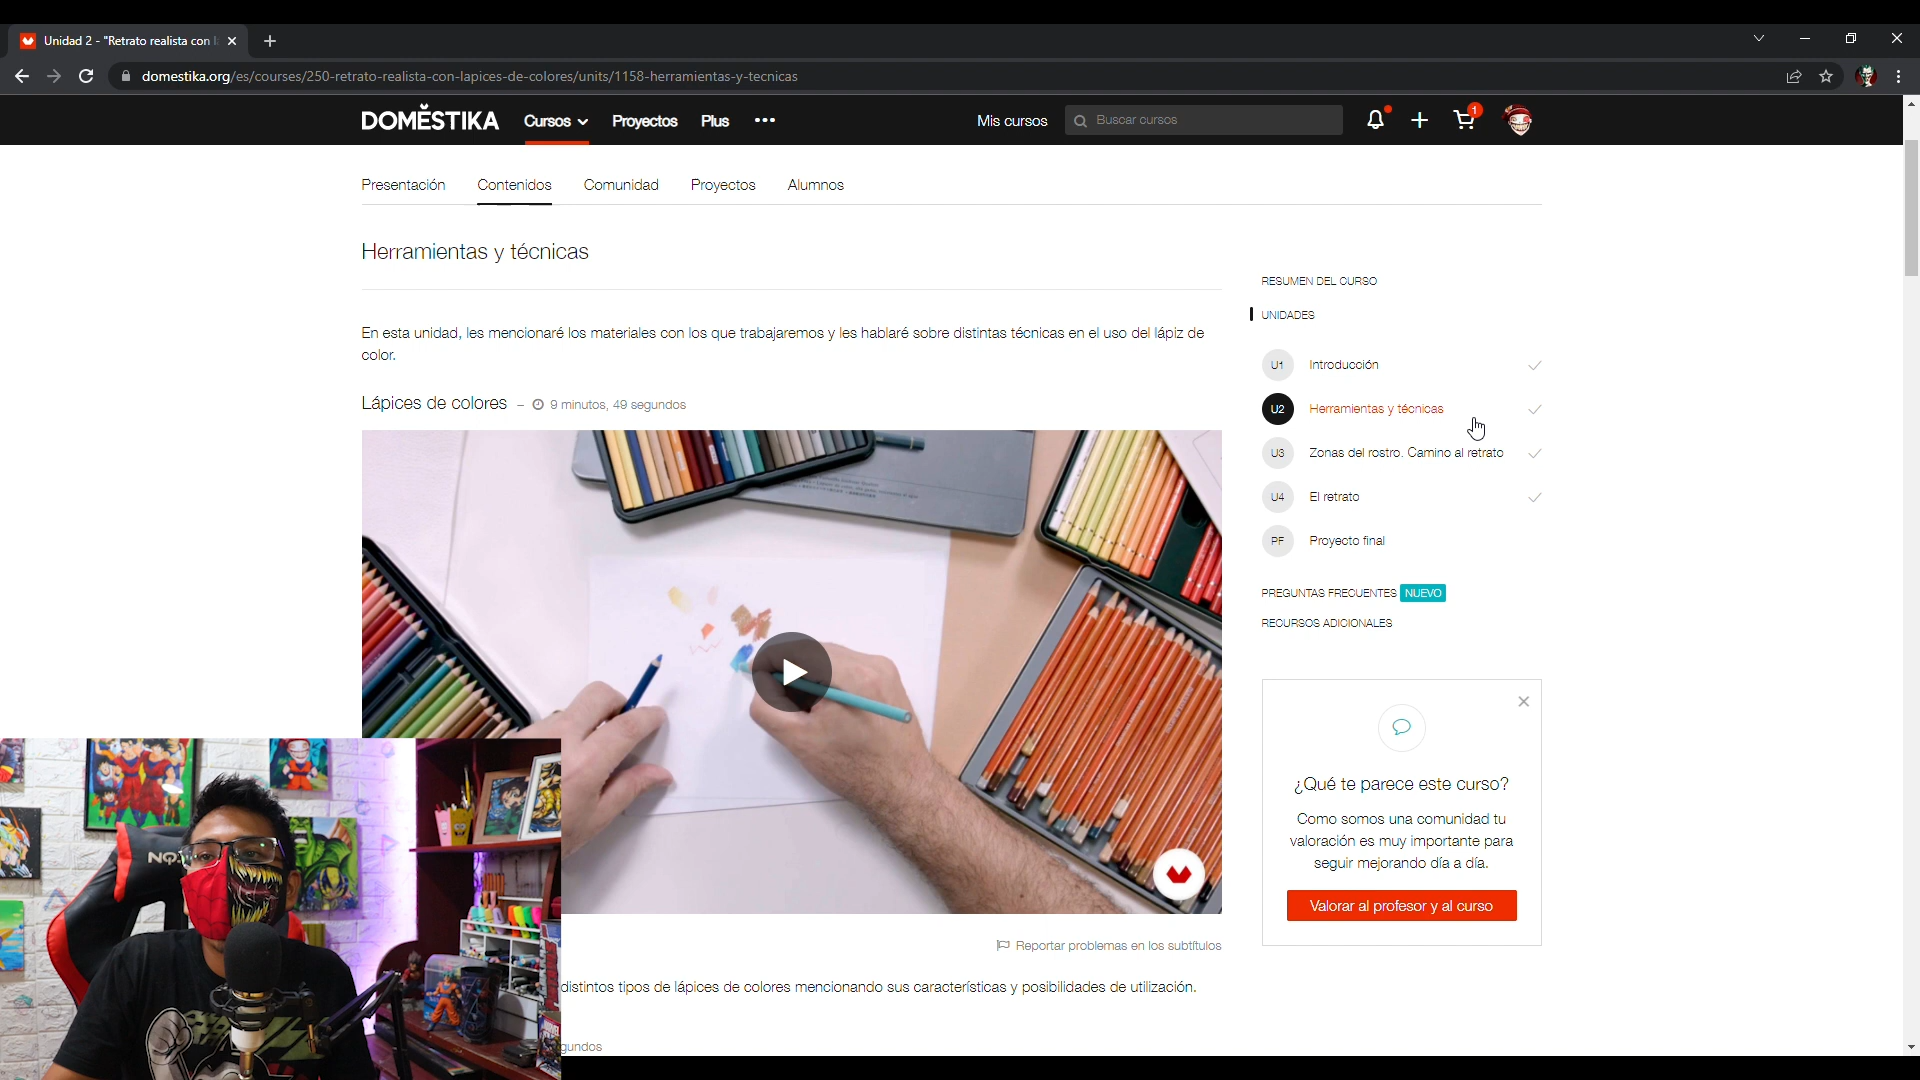 Unidad 2 - "Retrato realista con l
domestika.org/es/courses/250-retrato-realista-con-lapices-de-colores/units/1158-herramientas-y-tecnicas
DOMĚSTIKA
Cursos
Proyectos
Plus
Mis cursos
Buscar cursos
1
Presentación
Contenidos
Comunidad
Proyectos
Alumnos
Herramientas y técnicas
En esta unidad, les mencionaré los materiales con los que trabajaremos y les hablaré sobre distintas técnicas en el uso del lápiz de
color.
Lápices de colores – 9 minutos, 49 segundos
Reportar problemas en los subtítulos
distintos tipos de lápices de colores mencionando sus características y posibilidades de utilización.
gundos
RESUMEN DEL CURSO
UNIDADES
U1 Introducción
U2 Herramientas y técnicas
U3 Zonas del rostro. Camino al retrato
U4 El retrato
PF Proyecto final
PREGUNTAS FRECUENTES NUEVO
RECURSOS ADICIONALES
¿Qué te parece este curso?
Como somos una comunidad tu
valoración es muy importante para
seguir mejorando día a día.
Valorar al profesor y al curso